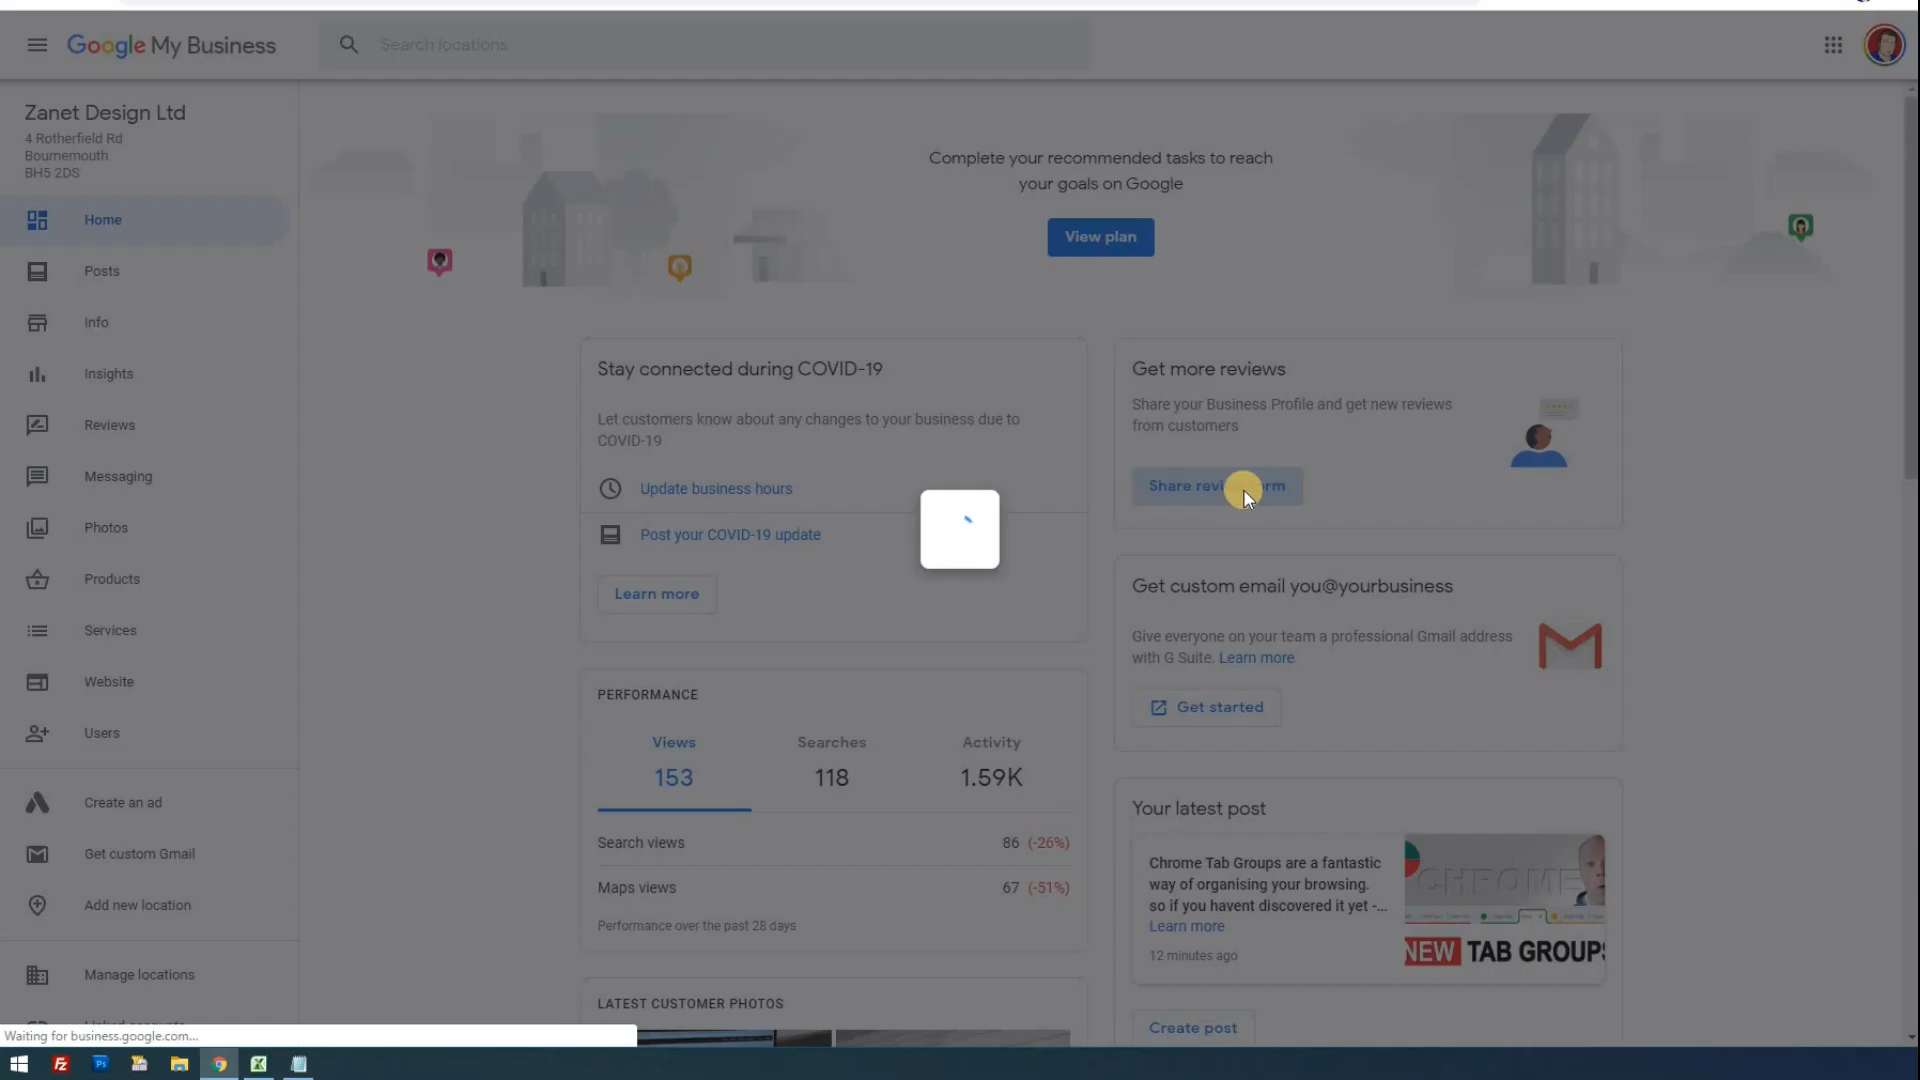 Google My Business
Search locations
Zanet Design Ltd
4 Rotherfield Rd
Bournemouth
BH5 2DS
Home
Posts
Info
Insights
Reviews
Messaging
Photos
Products
Services
Website
Users
Create an ad
Get custom Gmail
Add new location
Manage locations
Complete your recommended tasks to reach
your goals on Google
View plan
Stay connected during COVID-19
Let customers know about any changes to your business due to
COVID-19
Update business hours
Post your COVID-19 update
Learn more
PERFORMANCE
Views Searches Activity
153 118 1.59K
Search views 86 (-26%)
Maps views 67 (-51%)
Performance over the past 28 days
LATEST CUSTOMER PHOTOS
Get more reviews
Share your Business Profile and get new reviews
from customers
Share
Get custom email you@yourbusiness
Give everyone on your team a professional Gmail address
with G Suite. Learn more
Get started
Your latest post
Chrome Tab Groups are a fantastic
way of organising your browsing.
so if you havent discovered it yet -...
Learn more
12 minutes ago
CHROME
NEW TAB GROUPS
Create post
Waiting for business.google.com...
Fz
Ps